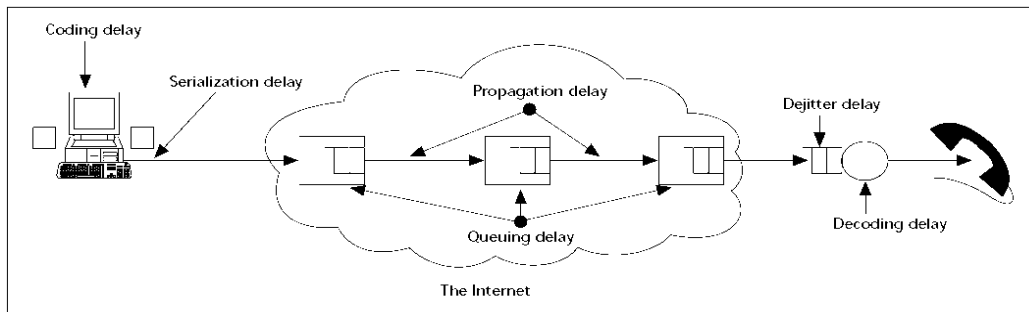 Coding delay
Serialization delay
Propagation delay
Dejitter delay
Queuing delay
Decoding delay
The Internet